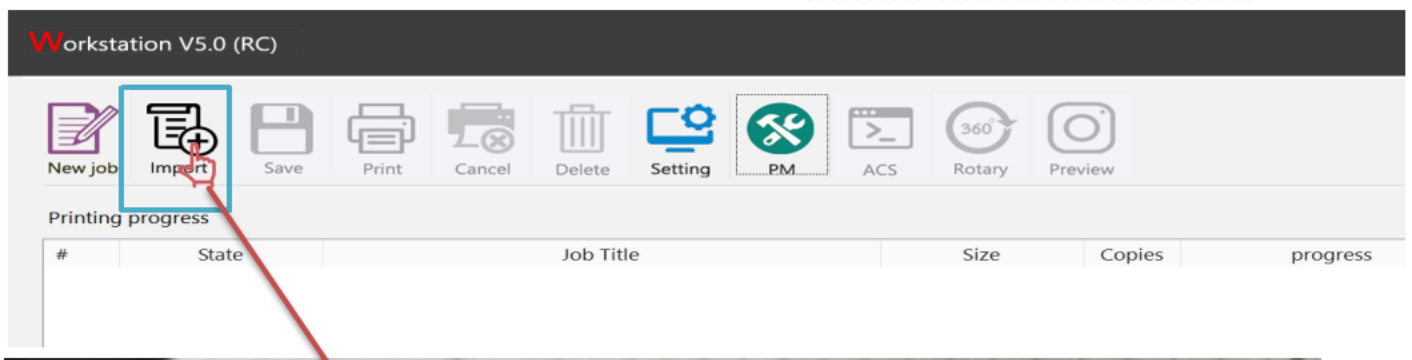 Workstation V5.0 (RC)
New job Import Save Print Cancel Delete Setting PM ACS 360° Rotary Preview
Printing progress
# State Job Title Size Copies progress